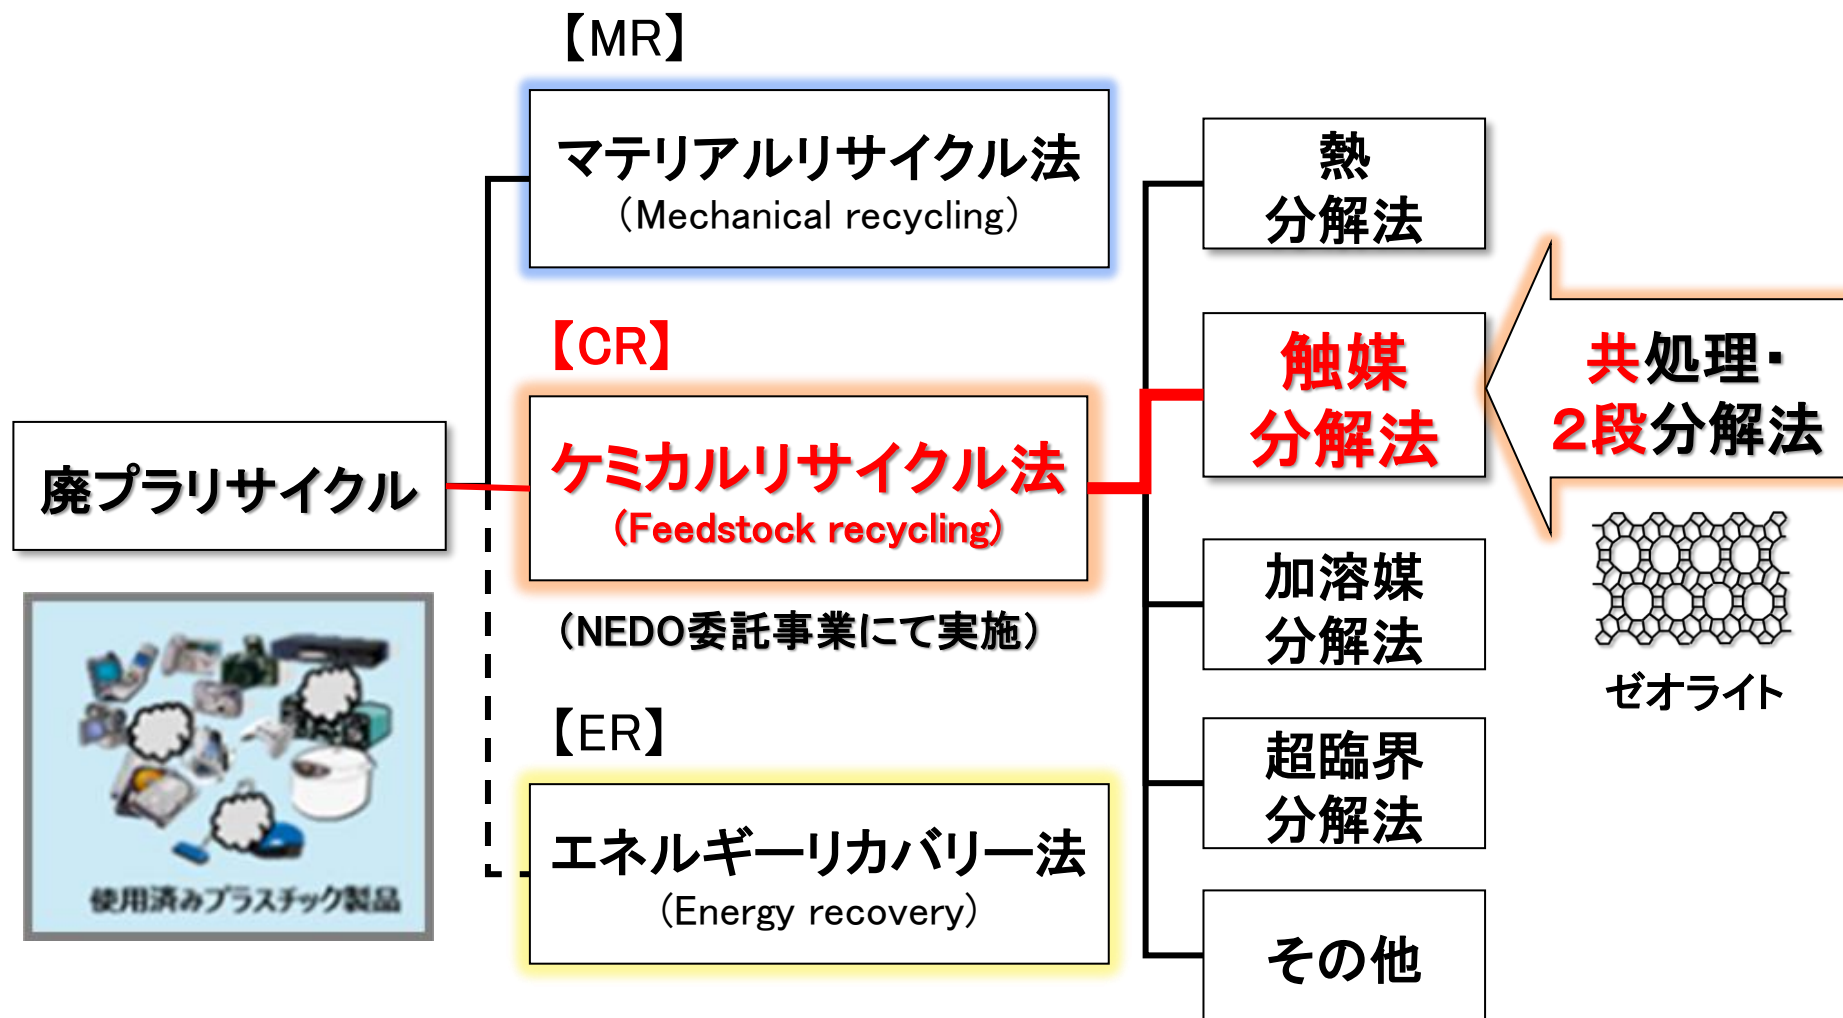 【MR】
マテリアルリサイクル法
（Mechanical recycling）
【CR】
ケミカルリサイクル法
（Feedstock recycling）
（NEDO委託事業にて実施）
【ER】
エネルギーリカバリー法
（Energy recovery）
廃プラリサイクル
使用済みプラスチック製品
熱
分解法
触媒
分解法
加溶媒
分解法
超臨界
分解法
その他
共処理・
2段分解法
ゼオライト